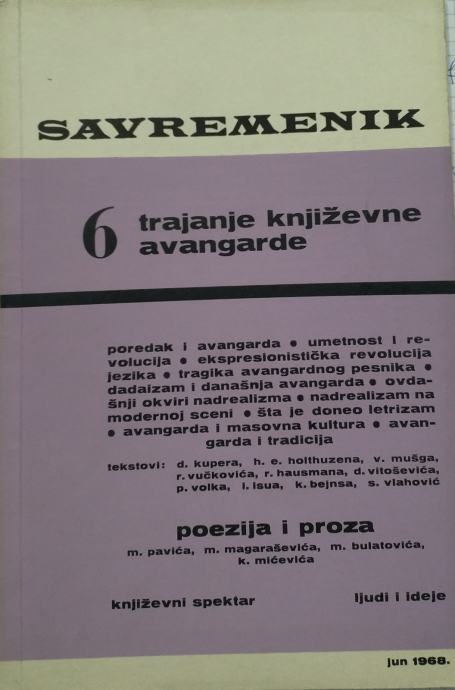 SAVREMENIK
6 trajanje književne
avangarde
poredak i avangarda • umetnost i re-
volucija • ekspresionistička revolucija
jezika • tragika avangardnog pesnika •
dadaizam i današnja avangarda • ovda-
šnji okviri nadrealizma • nadrealizam na
modernoj sceni • šta je doneo letrizam
• avangarda i masovna kultura • avan-
garda i tradicija
tekstovi: d. kupera, h. e. holthuzena, v. mušga,
r. vučkovića, r. hausmana, d. vitoševića,
p. volka, i. isua, k. bejnsa, s. vlahović
poezija i proza
m. pavića, m. magaraševića, m. bulatovića,
k. mićevića
književni spektar ljudi i ideje
jun 1968.